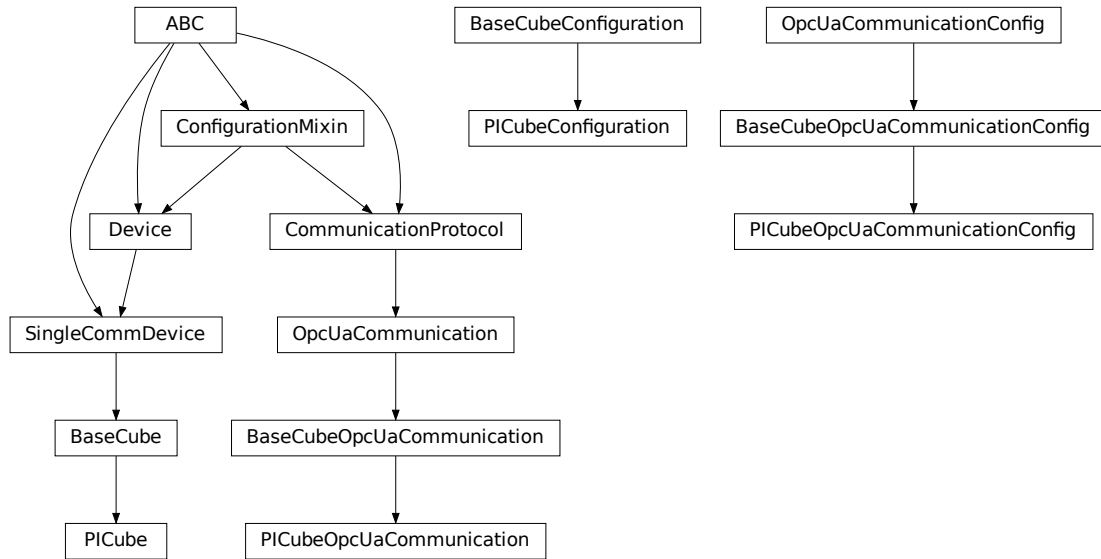 ABC
BaseCubeConfiguration
OpcUaCommunicationConfig
ConfigurationMixin
PICubeConfiguration
BaseCubeOpcUaCommunicationConfig
Device
CommunicationProtocol
PICubeOpcUaCommunicationConfig
SingleCommDevice
OpcUaCommunication
BaseCube
BaseCubeOpcUaCommunication
PICube
PICubeOpcUaCommunication